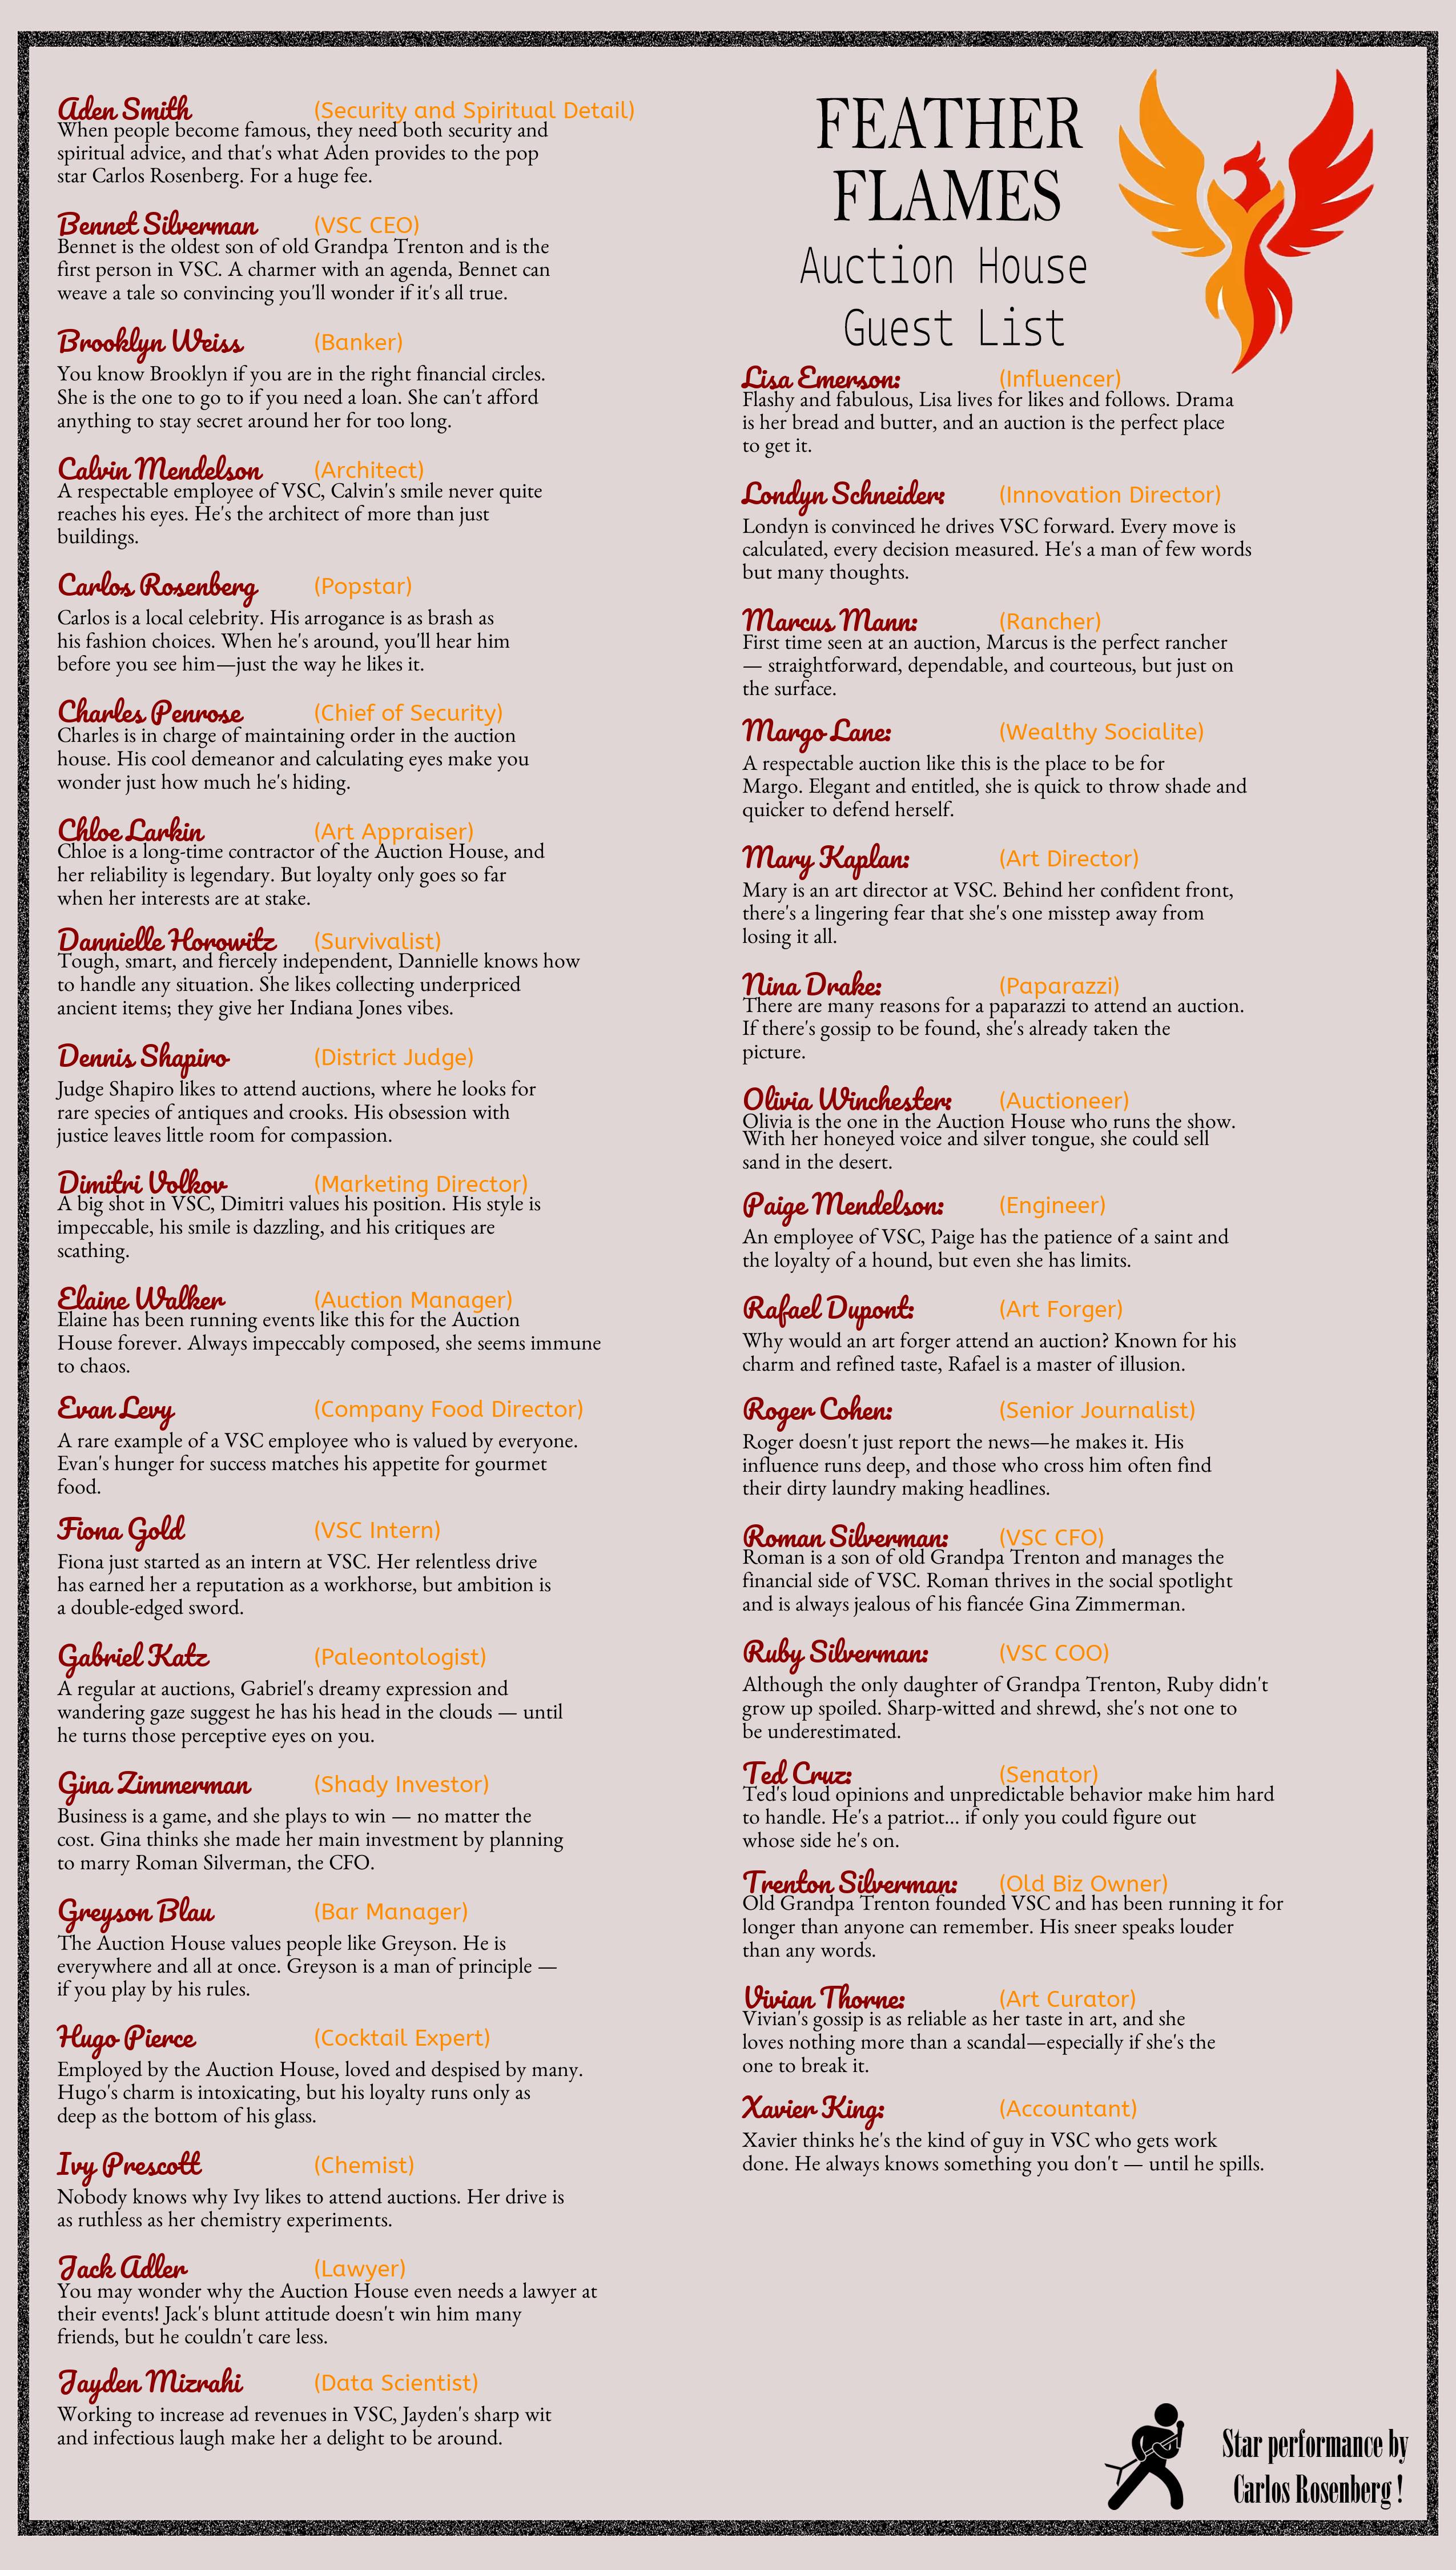 Aden Smith (Security and Spiritual Detail)
When people become famous, they need both security and
spiritual advice, and that's what Aden provides to the pop
star Carlos Rosenberg. For a huge fee.
Bennet Silverman (VSC CEO)
Bennet is the oldest son of old Grandpa Trenton and is the
first person in VSC. A charmer with an agenda, Bennet can
weave a tale so convincing you'll wonder if it's all true.
Brooklyn Weiss (Banker)
You know Brooklyn if you are in the right financial circles.
She is the one to go to if you need a loan. She can't afford
anything to stay secret around her for too long.
Calvin Mendelson (Architect)
A respectable employee of VSC, Calvin's smile never quite
reaches his eyes. He's the architect of more than just
buildings.
Carlos Rosenberg (Popstar)
Carlos is a local celebrity. His arrogance is as brash as
his fashion choices. When he's around, you'll hear him
before you see him—just the way he likes it.
Charles Penrose (Chief of Security)
Charles is in charge of maintaining order in the auction
house. His cool demeanor and calculating eyes make you
wonder just how much he's hiding.
Chloe Larkin (Art Appraiser)
Chloe is a long-time contractor of the Auction House, and
her reliability is legendary. But loyalty only goes so far
when her interests are at stake.
Dannielle Horowitz (Survivalist)
Tough, smart, and fiercely independent, Dannielle knows how
to handle any situation. She likes collecting underpriced
ancient items; they give her Indiana Jones vibes.
Dennis Shapiro (District Judge)
Judge Shapiro likes to attend auctions, where he looks for
rare species of antiques and crooks. His obsession with
justice leaves little room for compassion.
Dimitri Volkov (Marketing Director)
A big shot in VSC, Dimitri values his position. His style is
impeccable, his smile is dazzling, and his critiques are
scathing.
Elaine Walker (Auction Manager)
Elaine has been running events like this for the Auction
House forever. Always impeccably composed, she seems immune
to chaos.
Evan Levy (Company Food Director)
A rare example of a VSC employee who is valued by everyone.
Evan's hunger for success matches his appetite for gourmet
food.
Fiona Gold (VSC Intern)
Fiona just started as an intern at VSC. Her relentless drive
has earned her a reputation as a workhorse, but ambition is
a double-edged sword.
Gabriel Katz (Paleontologist)
A regular at auctions, Gabriel's dreamy expression and
wandering gaze suggest he has his head in the clouds — until
he turns those perceptive eyes on you.
Gina Zimmerman (Shady Investor)
Business is a game, and she plays to win — no matter the
cost. Gina thinks she made her main investment by planning
to marry Roman Silverman, the CFO.
Greyson Blau (Bar Manager)
The Auction House values people like Greyson. He is
everywhere and all at once. Greyson is a man of principle —
if you play by his rules.
Hugo Pierce (Cocktail Expert)
Employed by the Auction House, loved and despised by many.
Hugo's charm is intoxicating, but his loyalty runs only as
deep as the bottom of his glass.
Ivy Prescott (Chemist)
Nobody knows why Ivy likes to attend auctions. Her drive is
as ruthless as her chemistry experiments.
Jack Adler (Lawyer)
You may wonder why the Auction House even needs a lawyer at
their events! Jack's blunt attitude doesn't win him many
friends, but he couldn't care less.
Jayden Mizrahi (Data Scientist)
Working to increase ad revenues in VSC, Jayden's sharp wit
and infectious laugh make her a delight to be around.
FEATHER
FLAMES
Auction House
Guest List
Lisa Emerson: (Influencer)
Flashy and fabulous, Lisa lives for likes and follows. Drama
is her bread and butter, and an auction is the perfect place
to get it.
Londyn Schneider: (Innovation Director)
Londyn is convinced he drives VSC forward. Every move is
calculated, every decision measured. He's a man of few words
but many thoughts.
Marcus Mann: (Rancher)
First time seen at an auction, Marcus is the perfect rancher
— straightforward, dependable, and courteous, but just on
the surface.
Margo Lane: (Wealthy Socialite)
A respectable auction like this is the place to be for
Margo. Elegant and entitled, she is quick to throw shade and
quicker to defend herself.
Mary Kaplan: (Art Director)
Mary is an art director at VSC. Behind her confident front,
there's a lingering fear that she's one misstep away from
losing it all.
Nina Drake: (Paparazzi)
There are many reasons for a paparazzi to attend an auction.
If there's gossip to be found, she's already taken the
picture.
Olivia Winchester: (Auctioneer)
Olivia is the one in the Auction House who runs the show.
With her honeyed voice and silver tongue, she could sell
sand in the desert.
Paige Mendelson: (Engineer)
An employee of VSC, Paige has the patience of a saint and
the loyalty of a hound, but even she has limits.
Rafael Dupont: (Art Forger)
Why would an art forger attend an auction? Known for his
charm and refined taste, Rafael is a master of illusion.
Roger Cohen: (Senior Journalist)
Roger doesn't just report the news—he makes it. His
influence runs deep, and those who cross him often find
their dirty laundry making headlines.
Roman Silverman: (VSC CFO)
Roman is a son of old Grandpa Trenton and manages the
financial side of VSC. Roman thrives in the social spotlight
and is always jealous of his fiancée Gina Zimmerman.
Ruby Silverman: (VSC COO)
Although the only daughter of Grandpa Trenton, Ruby didn't
grow up spoiled. Sharp-witted and shrewd, she's not one to
be underestimated.
Ted Cruz: (Senator)
Ted's loud opinions and unpredictable behavior make him hard
to handle. He's a patriot... if only you could figure out
whose side he's on.
Trenton Silverman: (Old Biz Owner)
Old Grandpa Trenton founded VSC and has been running it for
longer than anyone can remember. His sneer speaks louder
than any words.
Vivian Thorne: (Art Curator)
Vivian's gossip is as reliable as her taste in art, and she
loves nothing more than a scandal—especially if she's the
one to break it.
Xavier King: (Accountant)
Xavier thinks he's the kind of guy in VSC who gets work
done. He always knows something you don't — until he spills.
Star performance by
Carlos Rosenberg !